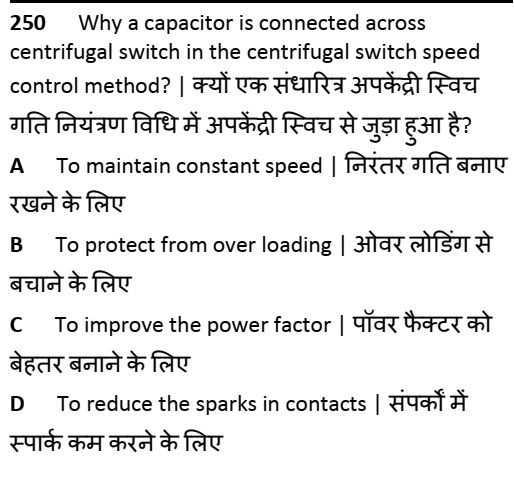 250 Why a capacitor is connected across
centrifugal switch in the centrifugal switch speed
control method? | क्यों एक संधारित्र अपकेंद्री स्विच
गति नियंत्रण विधि में अपकेंद्री स्विच से जुड़ा हुआ है?
A To maintain constant speed | निरंतर गति बनाए
रखने के लिए
B To protect from over loading | ओवर लोडिंग से
बचाने के लिए
C To improve the power factor | पॉवर फैक्टर को
बेहतर बनाने के लिए
D To reduce the sparks in contacts | संपर्कों में
स्पार्क कम करने के लिए